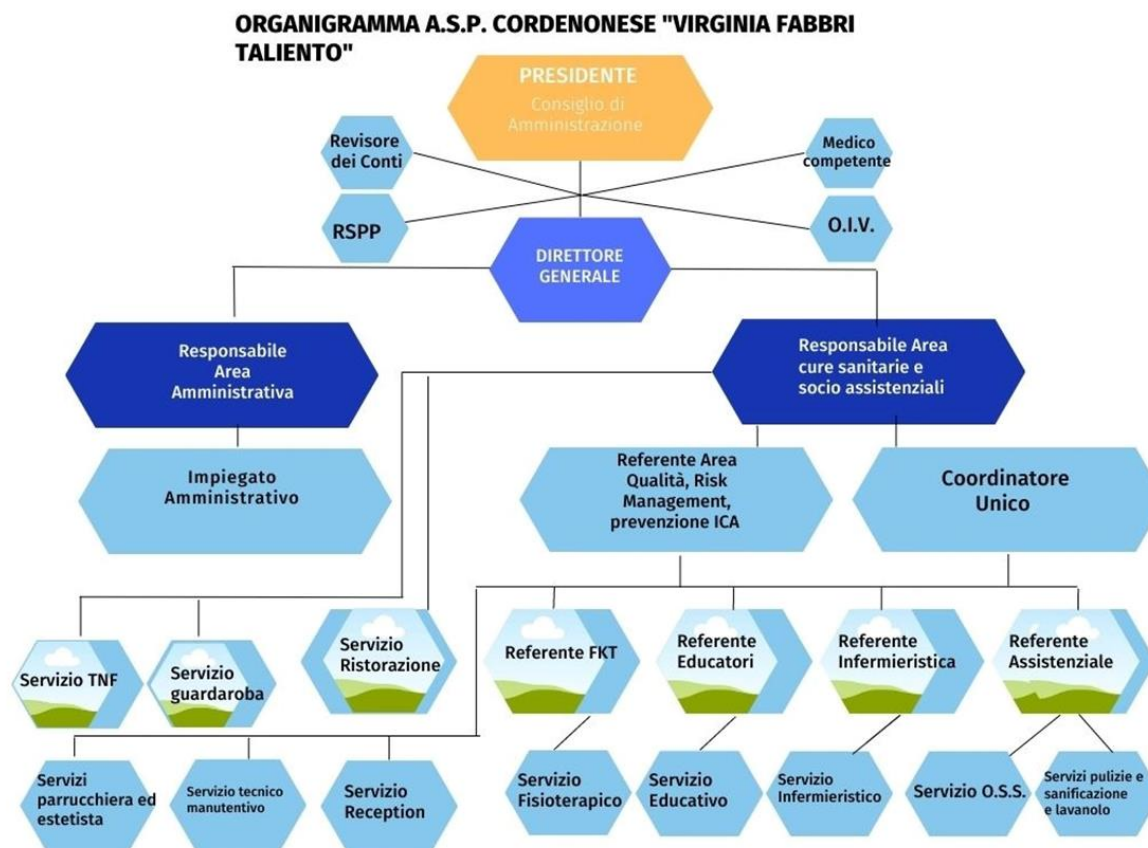 ORGANIGRAMMA A.S.P. CORDENONESE "VIRGINIA FABBRI
TALIENTO"
PRESIDENTE
Consiglio di
Amministrazione
Revisore
dei Conti
Medico
competente
RSPP
O.I.V.
DIRETTORE
GENERALE
Responsabile
Area
Amministrativa
Responsabile Area
cure sanitarie e
socio assistenziali
Impiegato
Amministrativo
Referente Area
Qualità, Risk
Management,
prevenzione ICA
Coordinatore
Unico
Servizio TNF
Servizio
guardaroba
Servizio
Ristorazione
Referente FKT
Referente
Educatori
Referente
Infermieristica
Referente
Assistenziale
Servizi
parrucchiera ed
estetista
Servizio tecnico
manutentivo
Servizio
Reception
Servizio
Fisioterapico
Servizio
Educativo
Servizio
Infermieristico
Servizio O.S.S.
Servizi pulizie e
sanificazione
e lavanolo